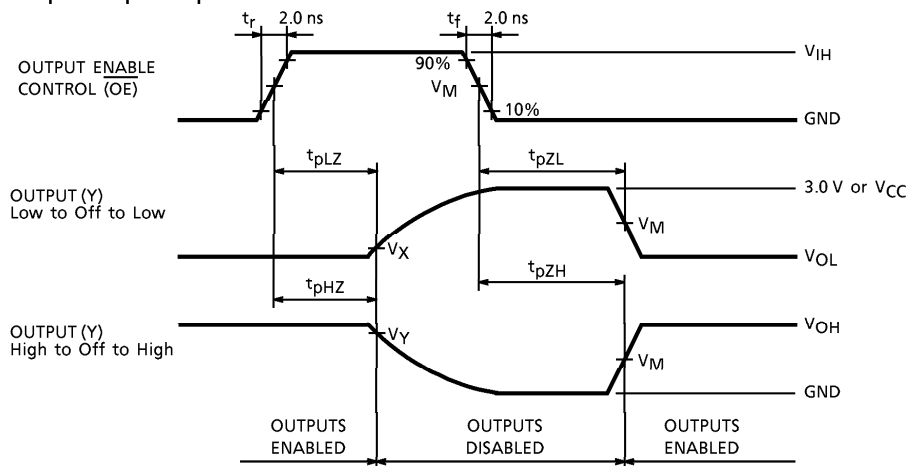 tr 2.0 ns tf 2.0 ns
OUTPUT ENABLE
CONTROL (OE)
90%
VM
10%
VIH
GND
tpLZ
tpZL
OUTPUT (Y)
Low to Off to Low
VX
VM
3.0 V or VCC
VOL
tpHZ
tpZH
OUTPUT (Y)
High to Off to High
VY
VM
VOH
GND
OUTPUTS
ENABLED
OUTPUTS
DISABLED
OUTPUTS
ENABLED